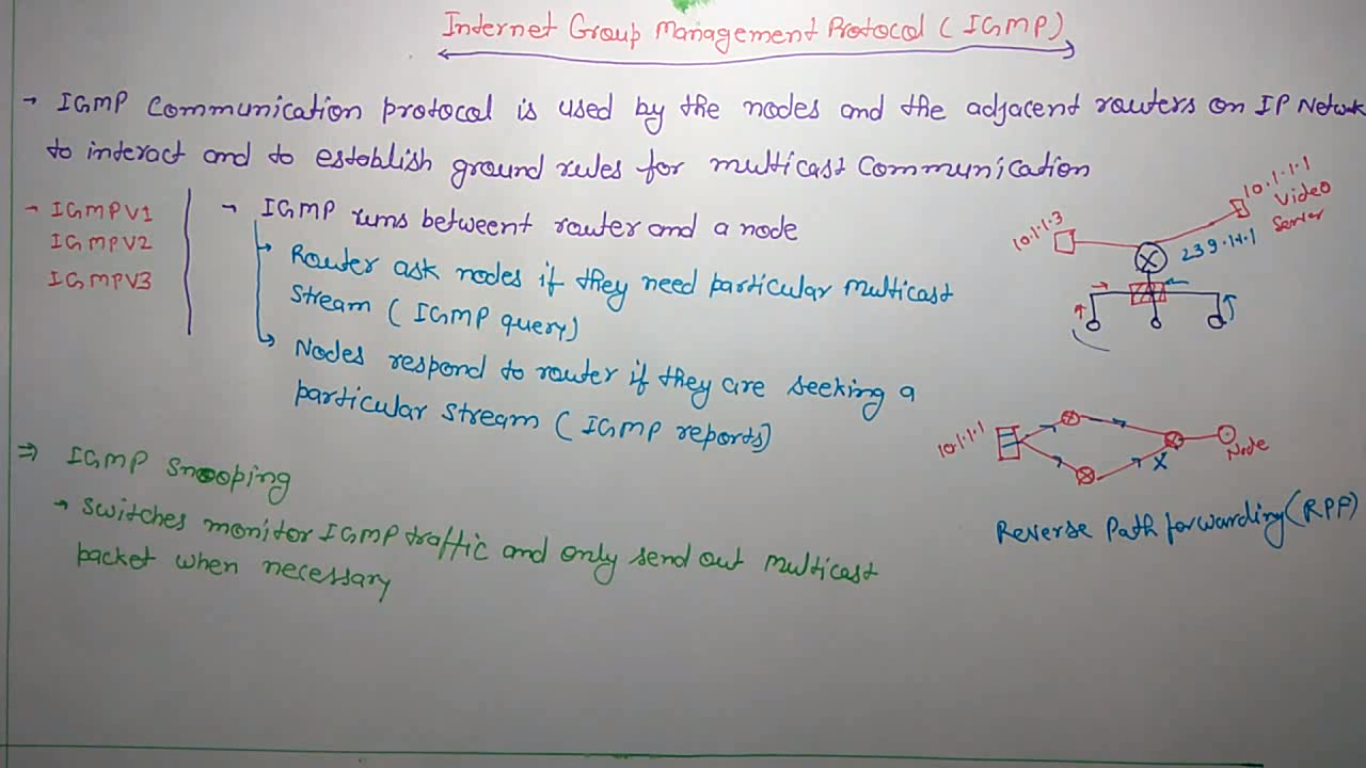 Internet Group Management Protocol (IGMP)
→ IGMP Communication protocol is used by the nodes and the adjacent routers on IP Network
to interact and to establish ground rules for multicast Communication
→ IGMPV1
IGMPV2
IGMPV3
→ IGMP runs betweent router and a node
Router ask nodes if they need particular multicast
Stream (IGMP query)
Nodes respond to router if they are seeking a
particular stream (IGMP reports)
⇒ IGMP Snooping
→ Switches monitor IGMP traffic and only send out multicast
packet when necessary
10.1.1.3
10.1.1.1
Video
Server
239.1.1.1
10.1.1.1
X
Node
Reverse Path forwarding (RPF)